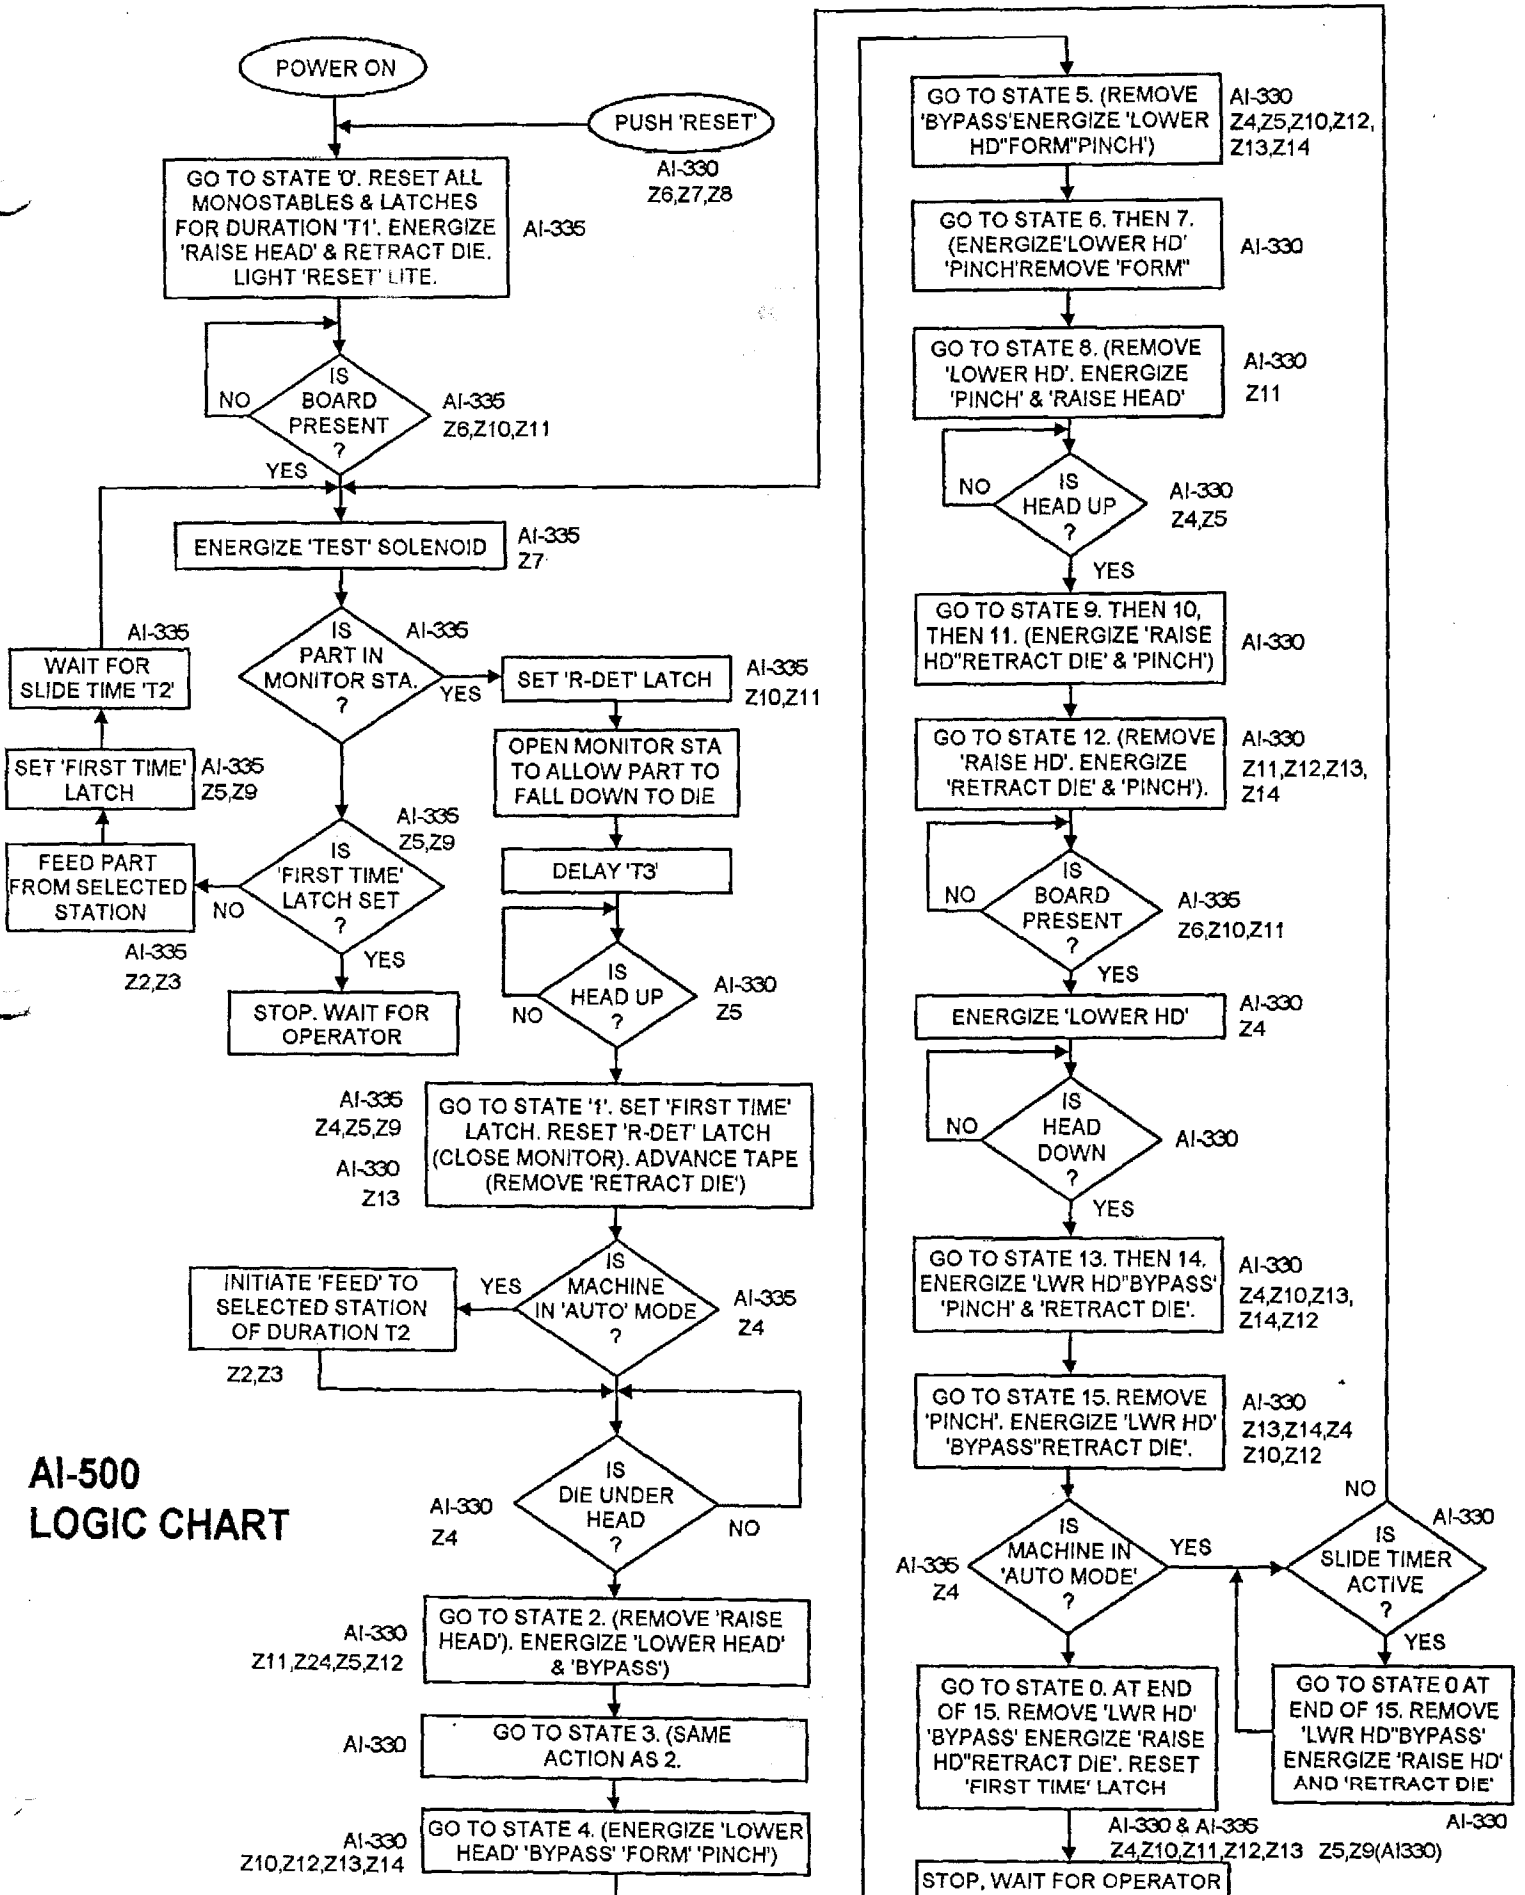 POWER ON
PUSH 'RESET'
AI-330
Z6,Z7,Z8
GO TO STATE '0'. RESET ALL
MONOSTABLES & LATCHES
FOR DURATION 'T1'. ENERGIZE
'RAISE HEAD' & RETRACT DIE.
LIGHT 'RESET' LITE.
AI-335
IS
BOARD
PRESENT
?
NO
AI-335
Z6,Z10,Z11
YES
ENERGIZE 'TEST' SOLENOID
AI-335
Z7
IS
PART IN
MONITOR STA.
?
AI-335
YES
AI-335
WAIT FOR
SLIDE TIME 'T2'
SET 'FIRST TIME'
LATCH
AI-335
Z5,Z9
FEED PART
FROM SELECTED
STATION
AI-335
Z2,Z3
NO
IS
'FIRST TIME'
LATCH SET
?
AI-335
Z5,Z9
YES
STOP. WAIT FOR
OPERATOR
SET 'R-DET' LATCH
AI-335
Z10,Z11
OPEN MONITOR STA
TO ALLOW PART TO
FALL DOWN TO DIE
DELAY 'T3'
IS
HEAD UP
?
NO
AI-330
Z5
AI-335
Z4,Z5,Z9
AI-330
Z13
GO TO STATE '1'. SET 'FIRST TIME'
LATCH. RESET 'R-DET' LATCH
(CLOSE MONITOR). ADVANCE TAPE
(REMOVE 'RETRACT DIE')
IS
MACHINE
IN 'AUTO' MODE
?
YES
AI-335
Z4
INITIATE 'FEED' TO
SELECTED STATION
OF DURATION T2
Z2,Z3
IS
DIE UNDER
HEAD
?
AI-330
Z4
NO
AI-500
LOGIC CHART
AI-330
Z11,Z24,Z5,Z12
GO TO STATE 2. (REMOVE 'RAISE
HEAD'). ENERGIZE 'LOWER HEAD'
& 'BYPASS')
AI-330
GO TO STATE 3. (SAME
ACTION AS 2.
AI-330
Z10,Z12,Z13,Z14
GO TO STATE 4. (ENERGIZE 'LOWER
HEAD' 'BYPASS' 'FORM' 'PINCH')
GO TO STATE 5. (REMOVE
'BYPASS'ENERGIZE 'LOWER
HD''FORM''PINCH')
AI-330
Z4,Z5,Z10,Z12,
Z13,Z14
GO TO STATE 6. THEN 7.
(ENERGIZE'LOWER HD'
'PINCH'REMOVE 'FORM''
AI-330
GO TO STATE 8. (REMOVE
'LOWER HD'. ENERGIZE
'PINCH' & 'RAISE HEAD'
AI-330
Z11
IS
HEAD UP
?
NO
AI-330
Z4,Z5
YES
GO TO STATE 9. THEN 10,
THEN 11. (ENERGIZE 'RAISE
HD''RETRACT DIE' & 'PINCH')
AI-330
GO TO STATE 12. (REMOVE
'RAISE HD'. ENERGIZE
'RETRACT DIE' & 'PINCH').
AI-330
Z11,Z12,Z13,
Z14
IS
BOARD
PRESENT
?
NO
AI-335
Z6,Z10,Z11
YES
ENERGIZE 'LOWER HD'
AI-330
Z4
IS
HEAD
DOWN
?
NO
AI-330
YES
GO TO STATE 13. THEN 14.
ENERGIZE 'LWR HD''BYPASS'
'PINCH' & 'RETRACT DIE'.
AI-330
Z4,Z10,Z13,
Z14,Z12
GO TO STATE 15. REMOVE
'PINCH'. ENERGIZE 'LWR HD'
'BYPASS''RETRACT DIE'.
AI-330
Z13,Z14,Z4
Z10,Z12
IS
MACHINE IN
'AUTO MODE'
?
AI-335
Z4
YES
NO
AI-330
IS
SLIDE TIMER
ACTIVE
?
YES
GO TO STATE 0. AT END
OF 15. REMOVE 'LWR HD'
'BYPASS' ENERGIZE 'RAISE
HD''RETRACT DIE'. RESET
'FIRST TIME' LATCH
GO TO STATE 0 AT
END OF 15. REMOVE
'LWR HD''BYPASS'
ENERGIZE 'RAISE HD'
AND 'RETRACT DIE'
AI-330
AI-330 & AI-335
Z4,Z10,Z11,Z12,Z13 Z5,Z9(AI330)
STOP, WAIT FOR OPERATOR